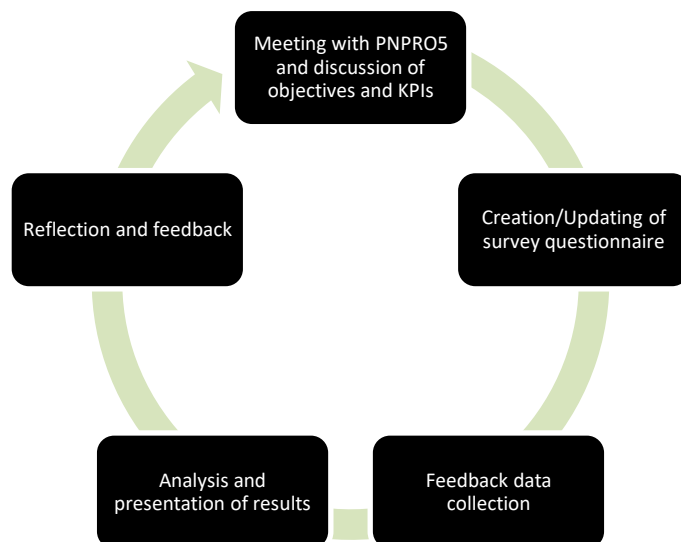 Meeting with PNPRO5
and discussion of
objectives and KPIs
Creation/Updating of
survey questionnaire
Feedback data
collection
Analysis and
presentation of results
Reflection and feedback